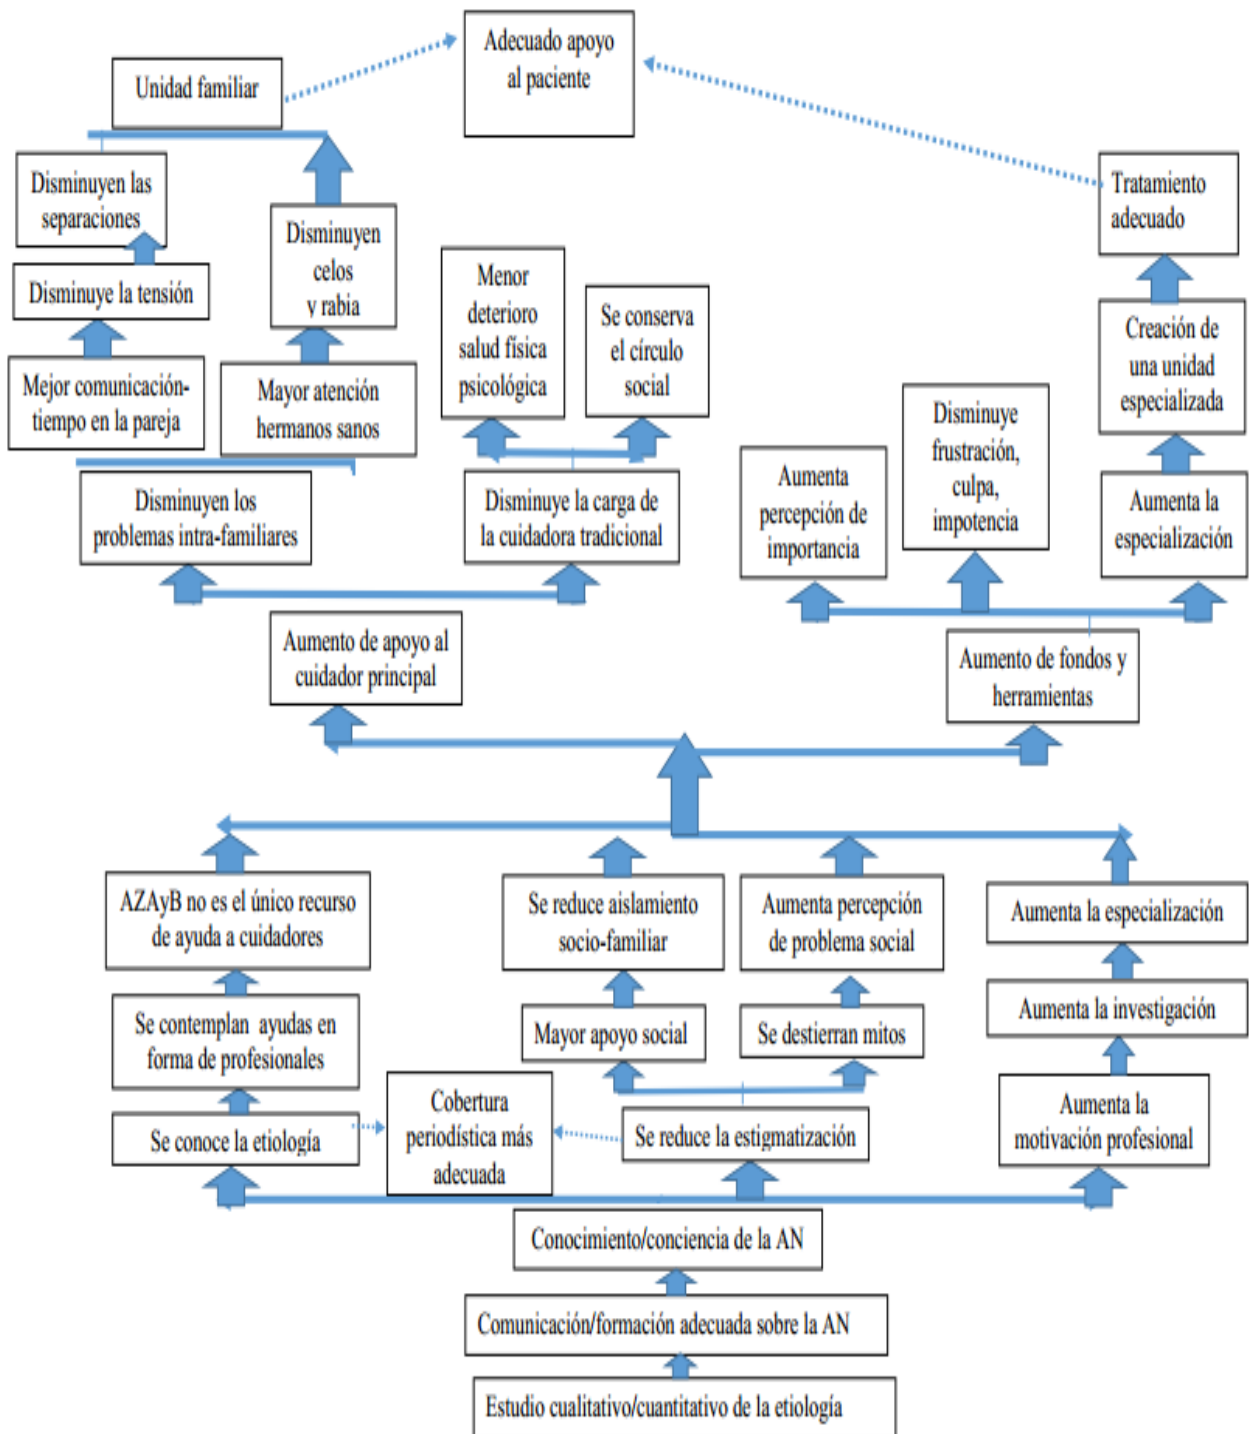 Adecuado apoyo
al paciente
Unidad familiar
Disminuyen las
separaciones
Tratamiento
adecuado
Disminuyen
celos
y rabia
Disminuye la tensión
Menor
deterioro
salud física
psicológica
Se conserva
el círculo
social
Creación de
una unidad
especializada
Mejor comunicación-
tiempo en la pareja
Mayor atención
hermanos sanos
Disminuye
frustración,
culpa,
impotencia
Disminuyen los
problemas intra-familiares
Disminuye la carga de
la cuidadora tradicional
Aumenta
percepción de
importancia
Aumenta la
especialización
Aumento de apoyo al
cuidador principal
Aumento de fondos y
herramientas
AZAyB no es el único recurso
de ayuda a cuidadores
Se reduce aislamiento
socio-familiar
Aumenta percepción
de problema social
Aumenta la especialización
Se contemplan ayudas en
forma de profesionales
Mayor apoyo social
Se destierran mitos
Aumenta la investigación
Se conoce la etiología
Cobertura
periodística más
adecuada
Se reduce la estigmatización
Aumenta la
motivación profesional
Conocimiento/conciencia de la AN
Comunicación/formación adecuada sobre la AN
Estudio cualitativo/cuantitativo de la etiología